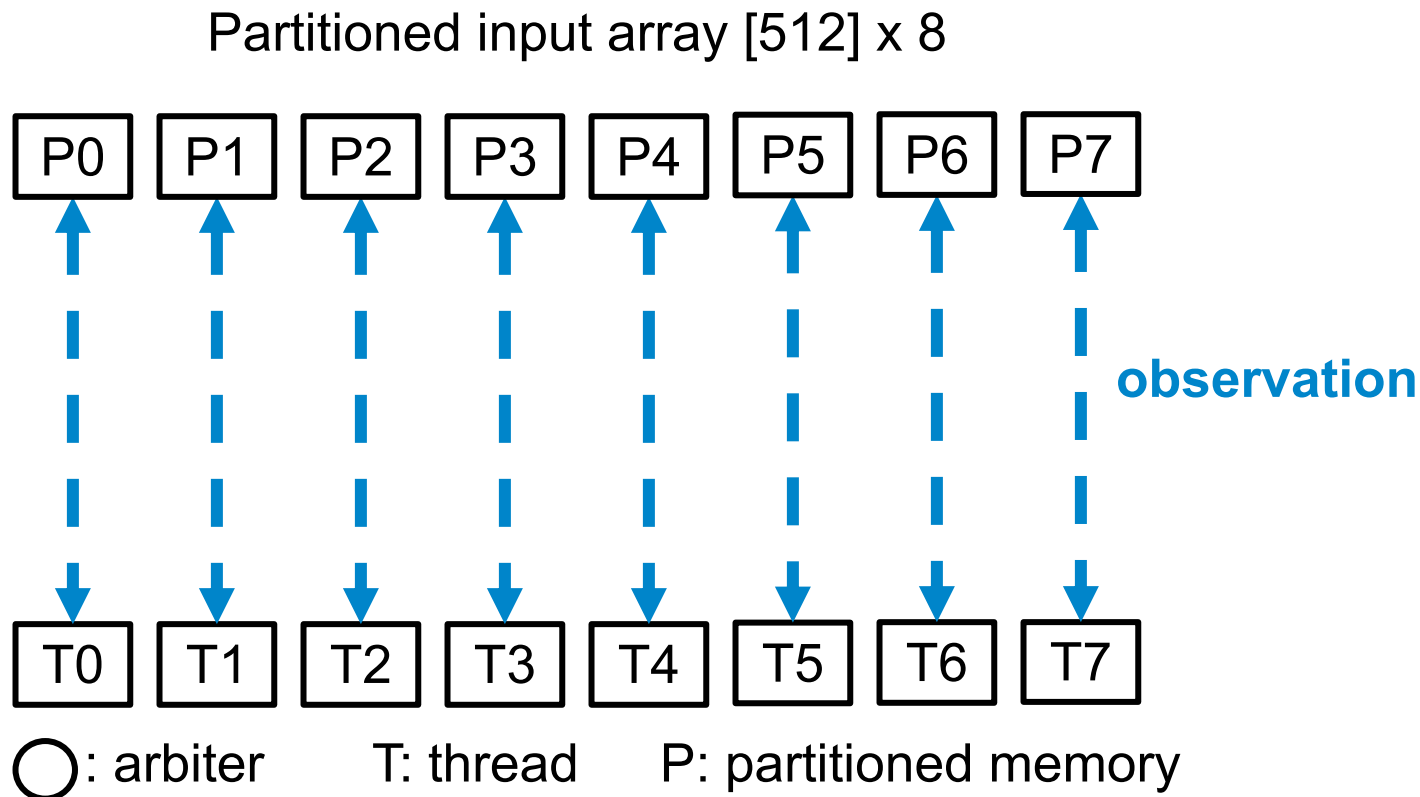 Partitioned input array [512] x 8
P0 P1 P2 P3 P4 P5 P6 P7
observation
T0 T1 T2 T3 T4 T5 T6 T7
: arbiter T: thread P: partitioned memory